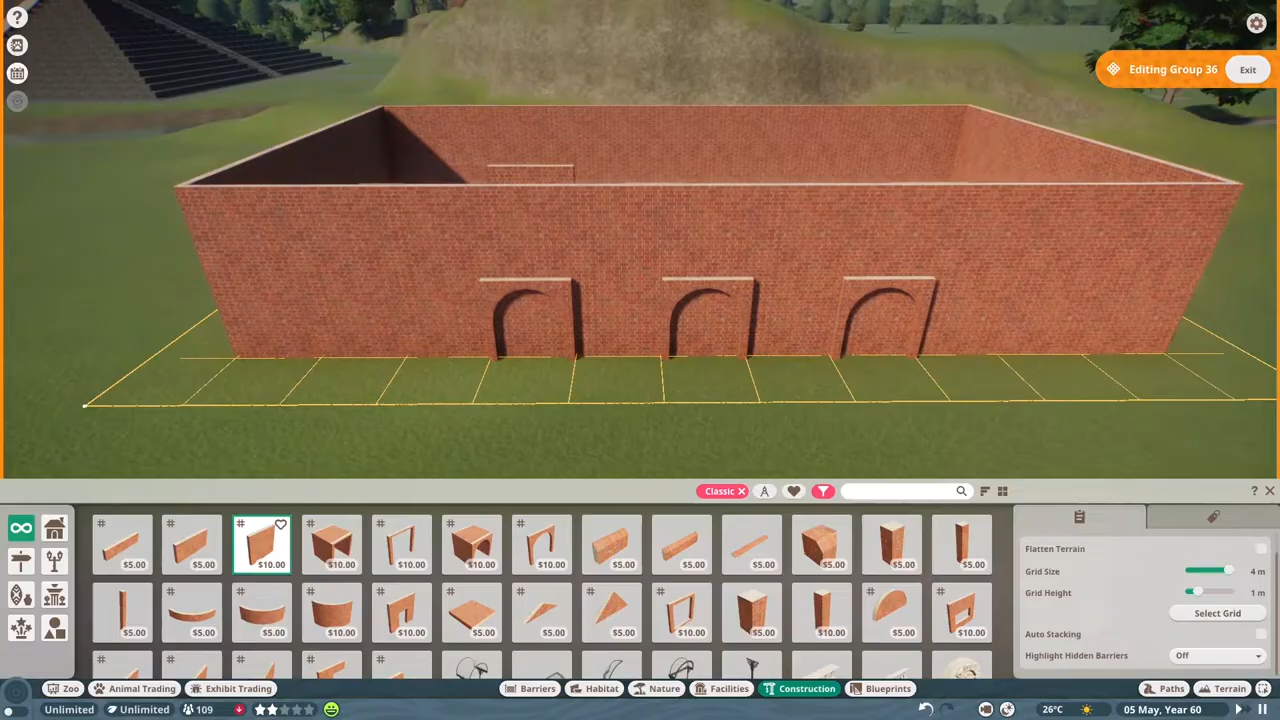 ?
Editing Group 36
Exit
Classic ×
? ×
$5.00 $5.00 $10.00 $10.00 $10.00 $10.00 $10.00 $5.00 $5.00 $5.00 $5.00 $5.00 $5.00
$5.00 $5.00 $5.00 $10.00 $10.00 $5.00 $5.00 $5.00 $10.00 $5.00 $10.00 $5.00 $10.00
Flatten Terrain
Grid Size 4 m
Grid Height 1 m
Select Grid
Auto Stacking
Highlight Hidden Barriers Off
Zoo Animal Trading Exhibit Trading Barriers Habitat Nature Facilities Construction Blueprints Paths Terrain
Unlimited Unlimited 109 26°C 05 May, Year 60